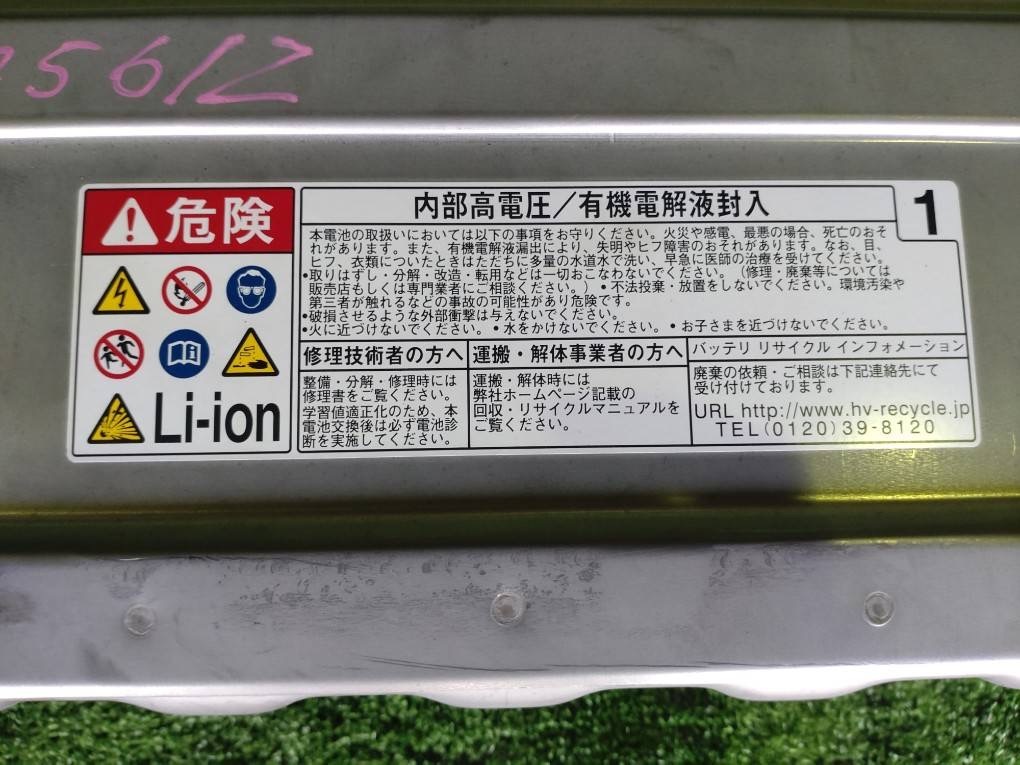 5612
危険
Li-ion
内部高電圧/有機電解液封入
1
本電池の取扱いにおいては以下の事項をお守りください。火災や感電、最悪の場合、死亡のおそ
れがあります。また、有機電解液漏出により、失明やヒフ障害のおそれがあります。なお、目、
ヒフ、衣類についたときはただちに多量の水道水で洗い、早急に医師の治療を受けてください。
•取りはずし・分解・改造・転用などは一切おこなわないでください。(修理・廃棄等については
販売店もしくは専門業者にご相談ください。)•不法投棄・放置をしないでください。環境汚染や
第三者が触れるなどの事故の可能性があり危険です。
•破損させるような外部衝撃は与えないでください。
•火に近づけないでください。•水をかけないでください。•お子さまを近づけないでください。
修理技術者の方へ
整備・分解・修理時には
修理書をご覧ください。
学習値適正化のため、本
電池交換後は必ず電池診
断を実施してください。
運搬・解体事業者の方へ
運搬・解体時には
弊社ホームページ記載の
回収・リサイクルマニュアルを
ご覧ください。
バッテリ リサイクル インフォメーション
廃棄の依頼・ご相談は下記連絡先にて
受け付けております。
URL http://www.hv-recycle.jp
TEL(0120)39-8120